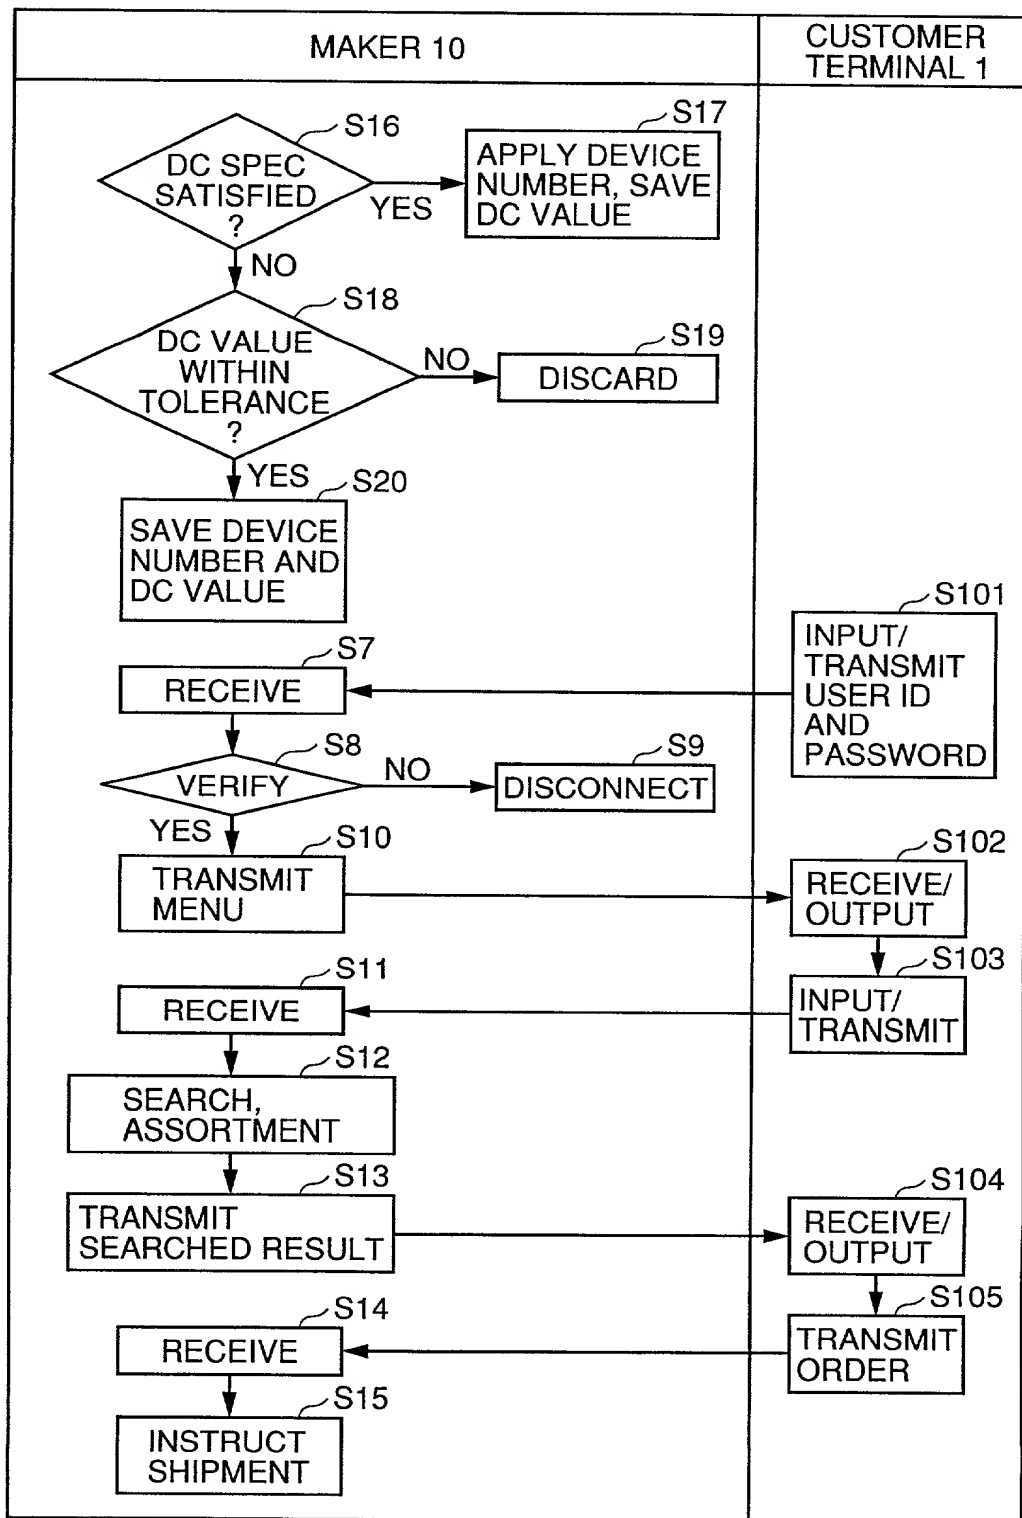 MAKER 10
CUSTOMER
TERMINAL 1
S16
DC SPEC
SATISFIED
?
YES
S17
APPLY DEVICE
NUMBER, SAVE
DC VALUE
NO
S18
DC VALUE
WITHIN
TOLERANCE
?
NO
S19
DISCARD
YES
S20
SAVE DEVICE
NUMBER AND
DC VALUE
S101
INPUT/
TRANSMIT
USER ID
AND
PASSWORD
S7
RECEIVE
S8
VERIFY
NO
S9
DISCONNECT
YES
S10
TRANSMIT
MENU
S102
RECEIVE/
OUTPUT
S103
INPUT/
TRANSMIT
S11
RECEIVE
S12
SEARCH,
ASSORTMENT
S13
TRANSMIT
SEARCHED RESULT
S104
RECEIVE/
OUTPUT
S105
TRANSMIT
ORDER
S14
RECEIVE
S15
INSTRUCT
SHIPMENT